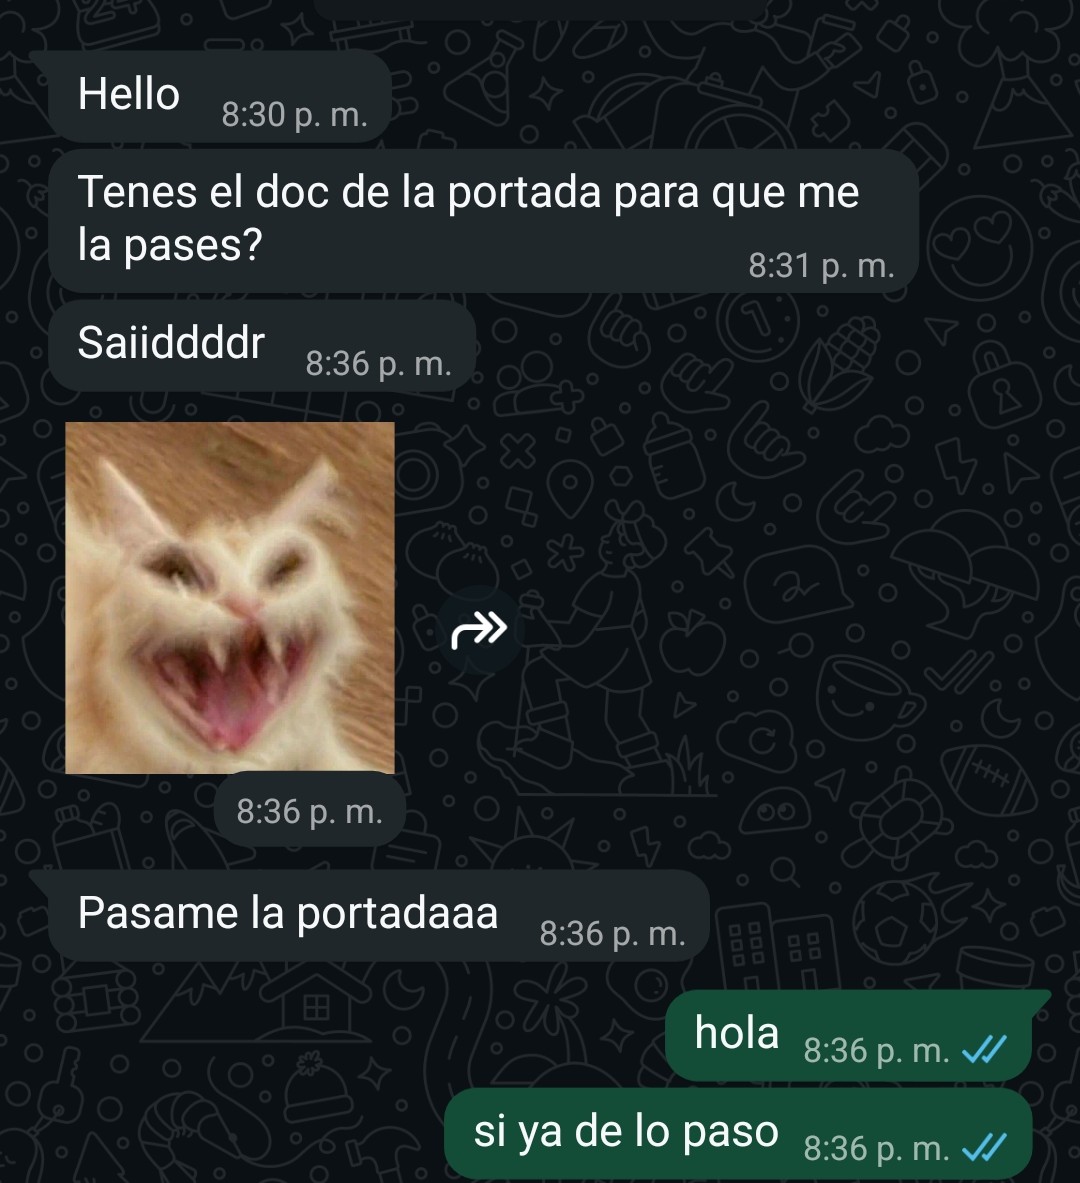 Hello
8:30 p. m.
Tenes el doc de la portada para que me
la pases?
8:31 p. m.
Saiiddddr
8:36 p. m.
8:36 p. m.
Pasame la portadaaa
8:36 p. m.
hola
8:36 p. m.
si ya de lo paso
8:36 p. m.